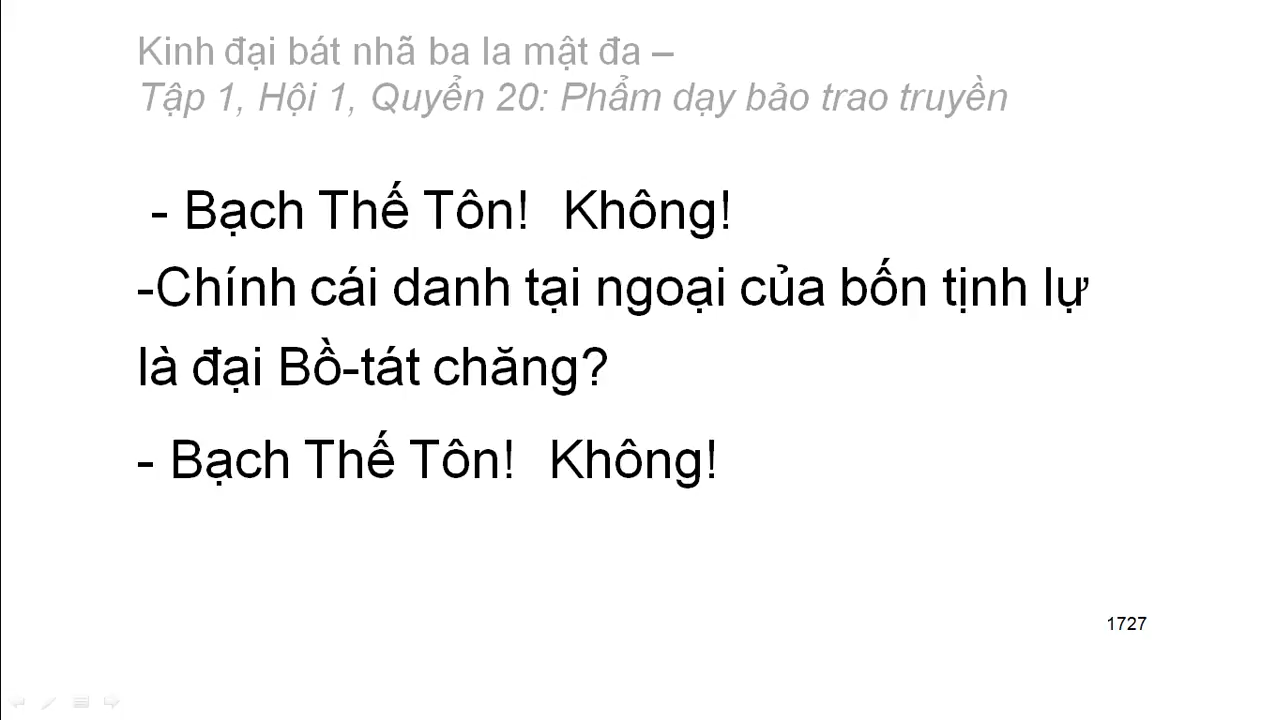 Kinh đại bát nhã ba la mật đa –
Tập 1, Hội 1, Quyển 20: Phẩm dạy bảo trao truyền
- Bạch Thế Tôn! Không!
-Chính cái danh tại ngoại của bốn tịnh lự
là đại Bồ-tát chăng?
- Bạch Thế Tôn! Không!
1727